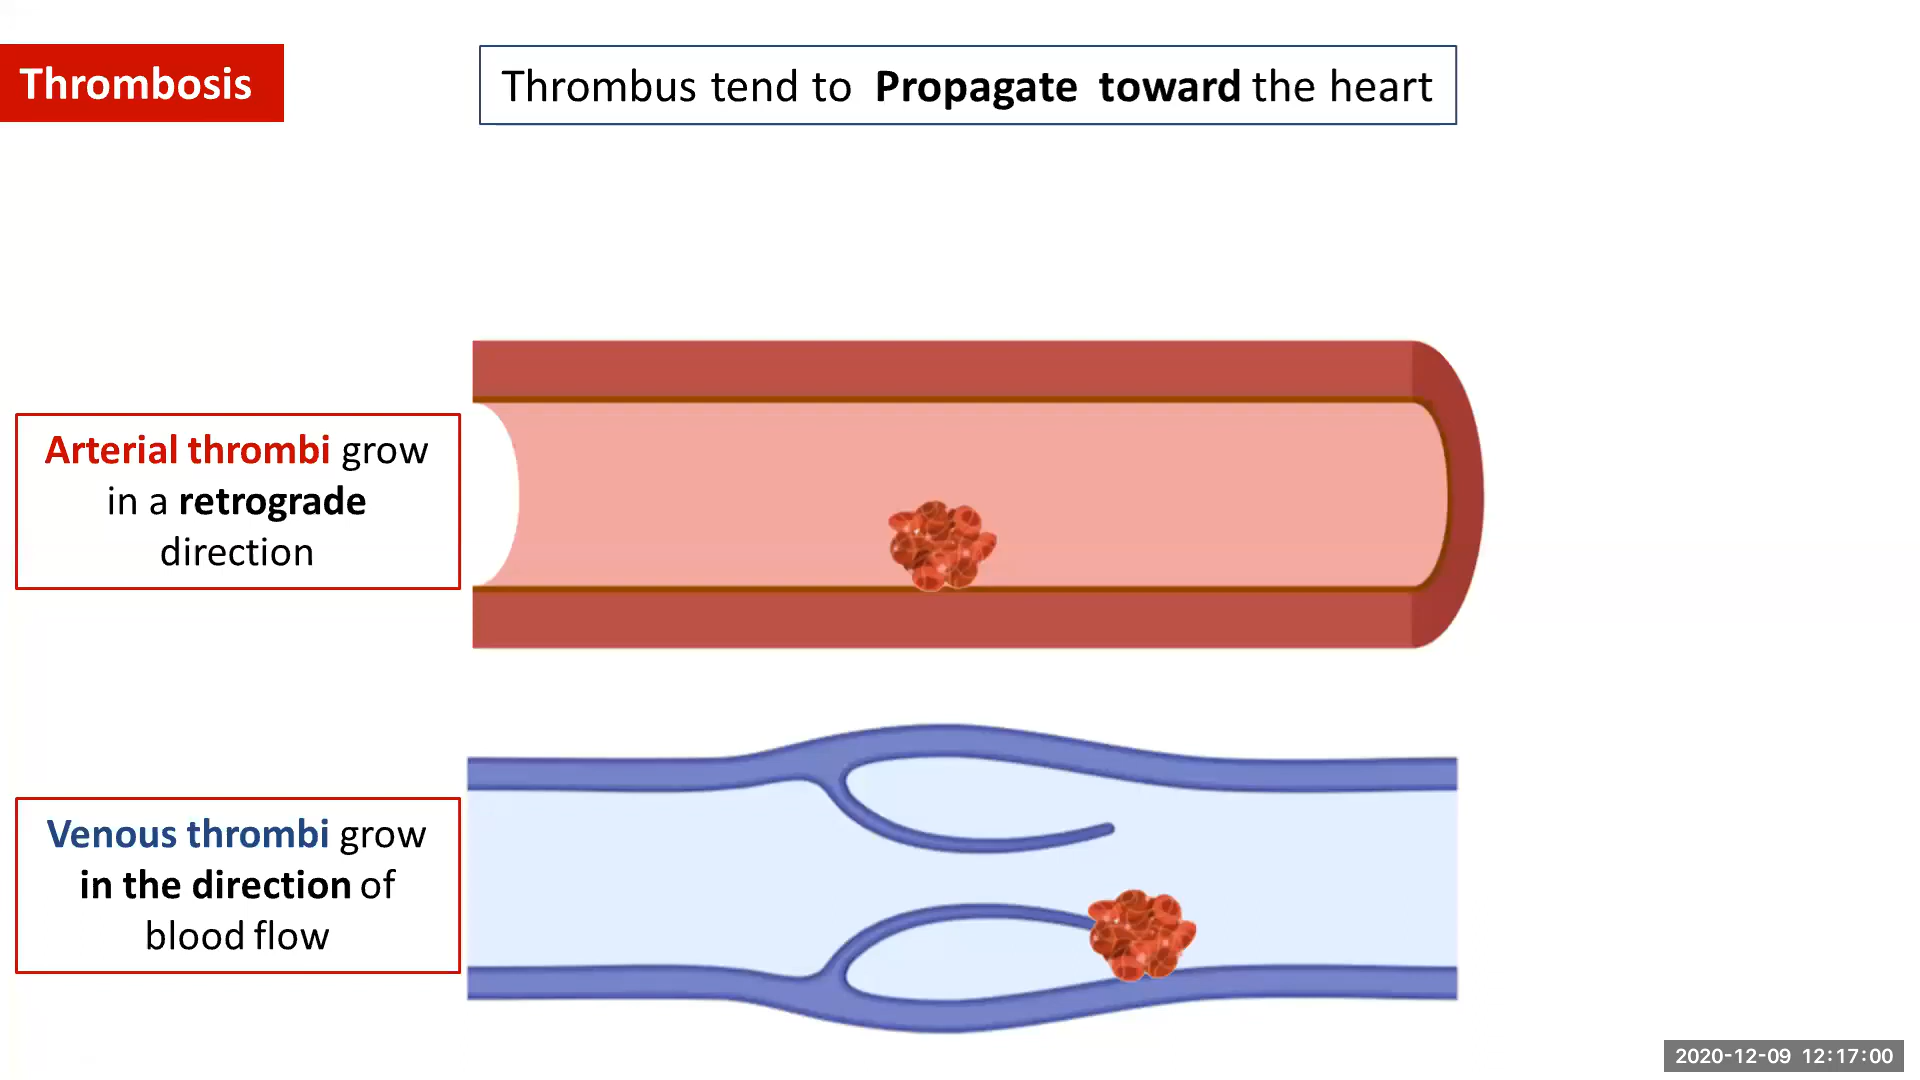 Thrombosis
Thrombus tend to Propagate toward the heart
Arterial thrombi grow
in a retrograde
direction
Venous thrombi grow
in the direction of
blood flow
2020-12-09 12:17:00